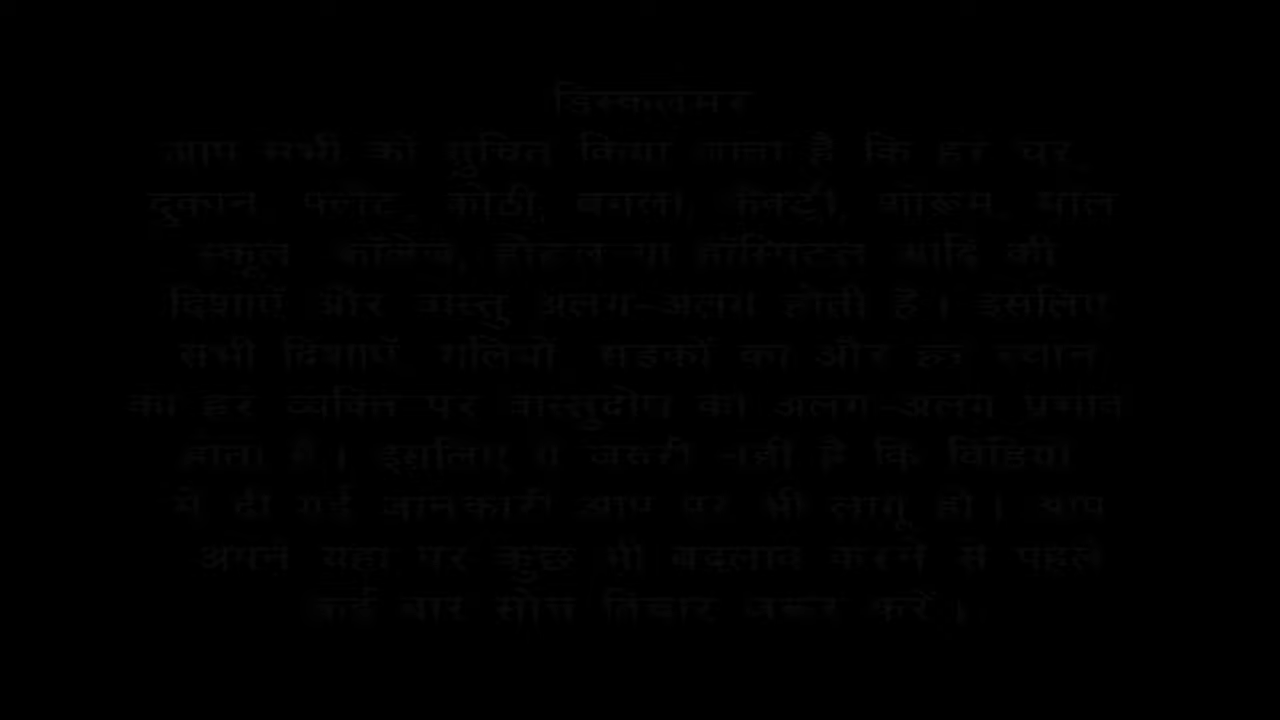 डिस्कलेमर
आप सभी को सुचित किया जाता है कि हर घर,
दुकान, फ्लैट, कोठी, बंगला, फैक्ट्री, शोरूम, मॉल
स्कूल, कॉलेज, होटल या हॉस्पिटल आदि की
दिशाएँ और वास्तु अलग-अलग होती है। इसलिए
सभी दिशाएँ, गलियों, सड़कों का और हर स्थान
का हर व्यक्ति पर वास्तुदोष का अलग-अलग प्रभाव
होता है। इसलिए ये जरुरी नही है कि विडियो
में दी गई जानकारी आप पर भी लागू हो। आप
अपने यहा पर कुछ भी बदलाव करने से पहले
कई बार सोच विचार जरूर करें।